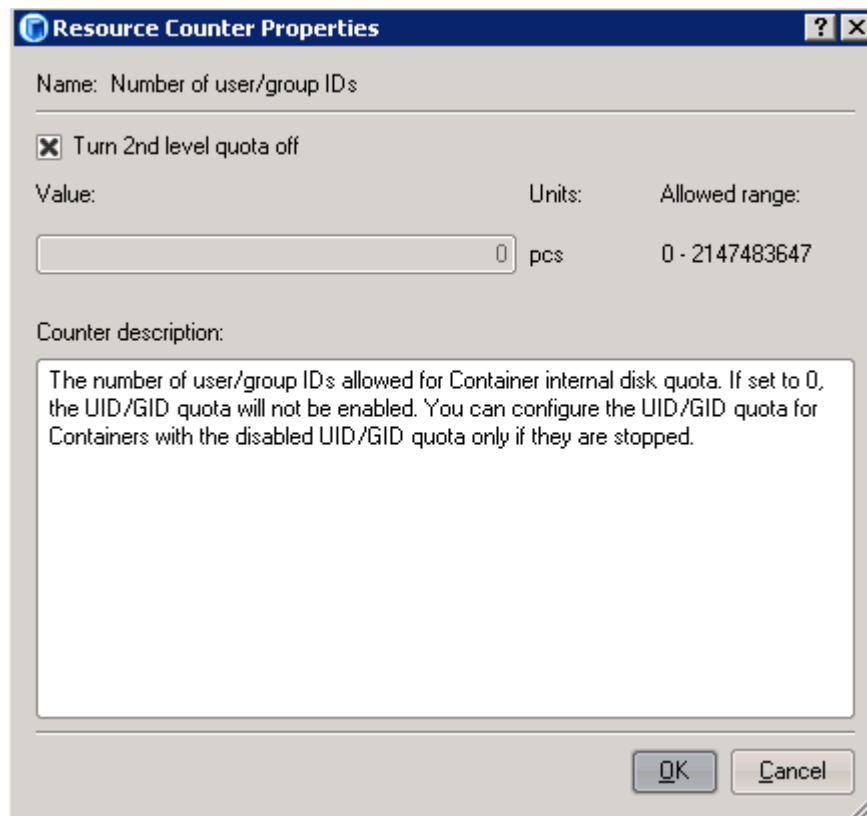 Resource Counter Properties
Name: Number of user/group IDs
Turn 2nd level quota off
Value: Units: Allowed range:
0 pcs 0 - 2147483647
Counter description:
The number of user/group IDs allowed for Container internal disk quota. If set to 0,
the UID/GID quota will not be enabled. You can configure the UID/GID quota for
Containers with the disabled UID/GID quota only if they are stopped.
OK Cancel